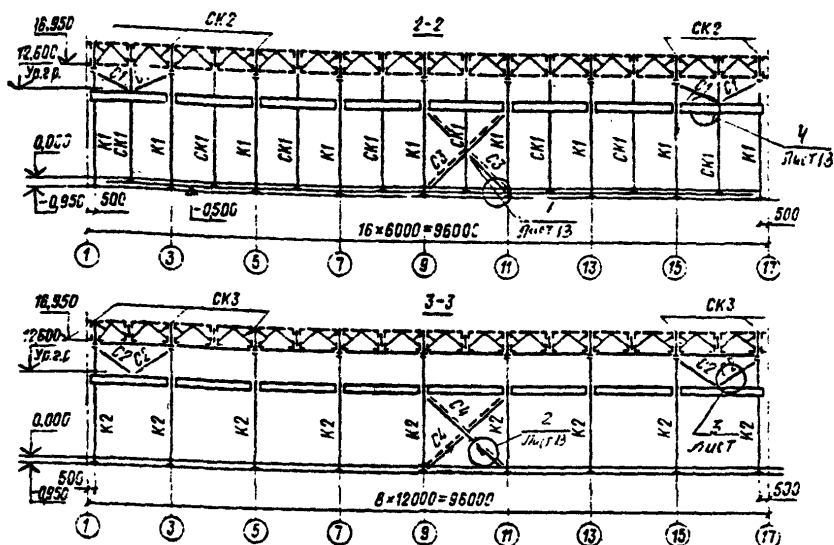 СК2
2-2
СК2
16.950
12.600
Ур.г.р.
С1
С1 С1
К1 СК1 К1 СК1 К1 СК1 К1 СК1 К1 СК1 К1 СК1 К1 СК1 К1 СК1 К1
С3 С3
4
Лист 13
0,000
-0,950
500
-0,500
1
Лист 13
500
16×6000=96000
1 3 5 7 9 11 13 15 17
СК3
3-3
СК3
16,950
12600
Ур.г.р.
С2 С2
С2
К2 К2 К2 К2 К2 К2 К2 К2 К2
С4
С4
2
Лист 13
3
Лист
0.000
-0,950
500
500
8×12000=96000
1 3 5 7 9 11 13 15 17